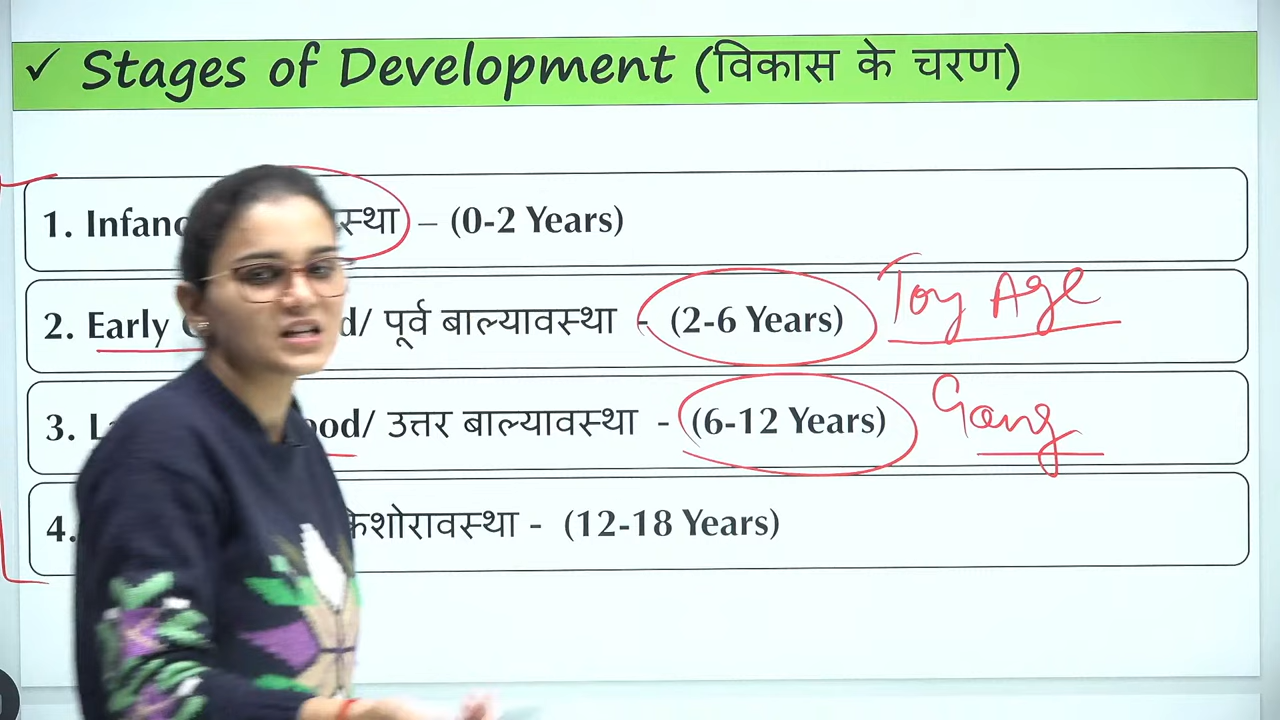 ✓ Stages of Development (विकास के चरण)
1. Infanc स्था – (0-2 Years)
2. Early d/ पूर्व बाल्यावस्था - (2-6 Years) Toy Age
3. L ood/ उत्तर बाल्यावस्था - (6-12 Years) Gang
4. किशोरावस्था - (12-18 Years)